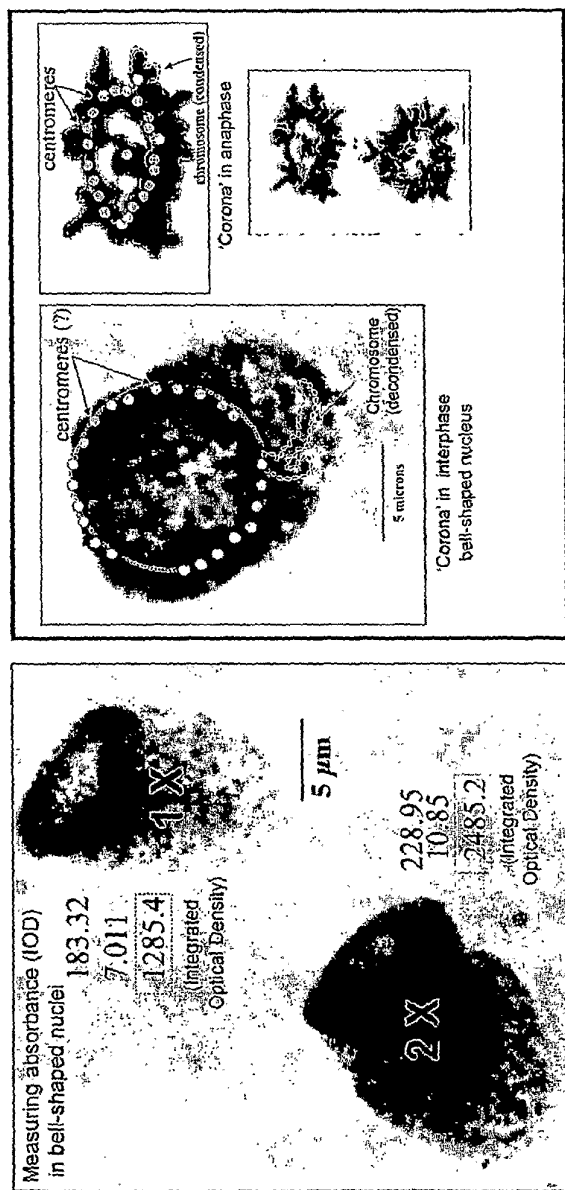 Measuring absorbance (IOD)
in bell-shaped nuclei
183.32
7.011
1285.4
(Integrated
Optical Density)
1 X
5 µm
2 X
228.95
10.85
2485.2
(Integrated
Optical Density)
centromeres (?)
5 microns
Chromosome
(decondensed)
'Corona' in interphase
bell-shaped nucleus
centromeres
chromosome (condensed)
'Corona' in anaphase